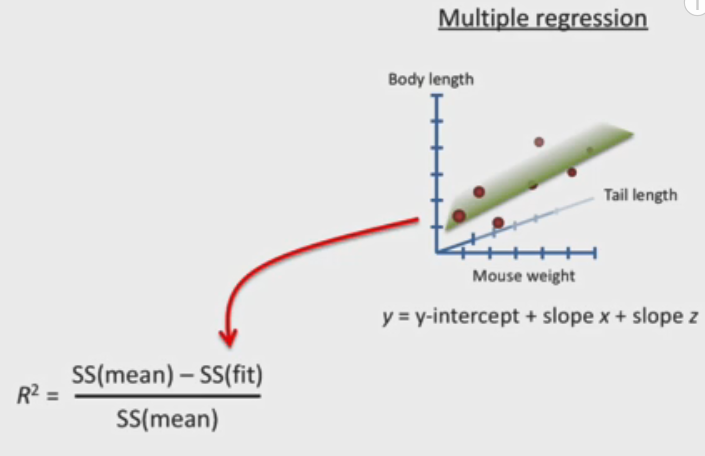 Multiple regression
Body length
Tail length
Mouse weight
y = y-intercept + slope x + slope z
R² = SS(mean) – SS(fit)
SS(mean)